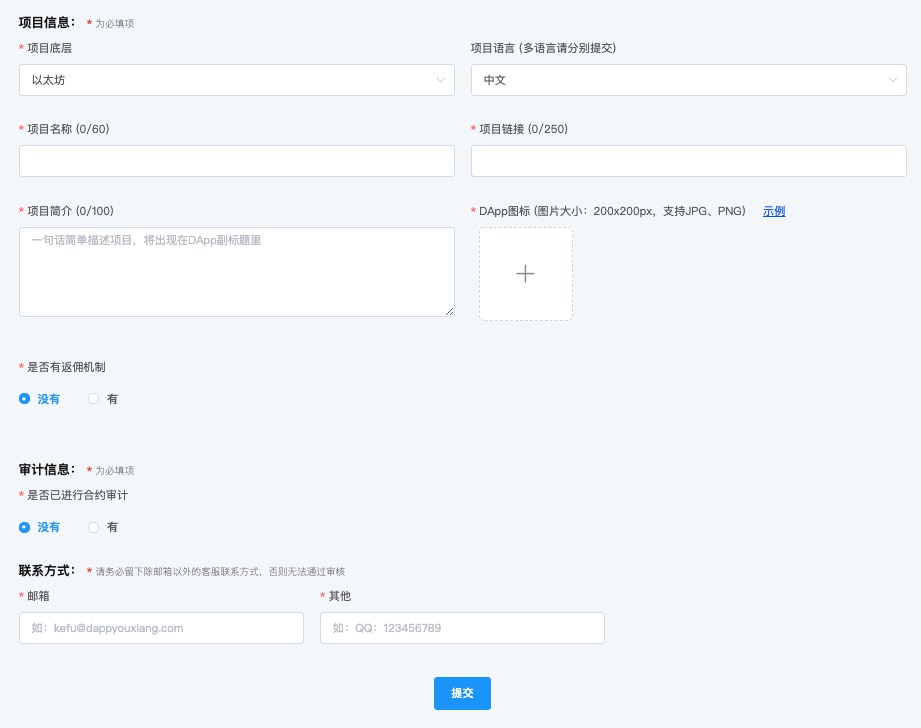 项目信息： * 为必填项
* 项目底层
项目语言 (多语言请分别提交)
以太坊
中文
* 项目名称 (0/60)
* 项目链接 (0/250)
* 项目简介 (0/100)
* DApp图标 (图片大小：200x200px，支持JPG、PNG) 示例
一句话简单描述项目，将出现在DApp副标题里
* 是否有返佣机制
没有 有
审计信息： * 为必填项
* 是否已进行合约审计
没有 有
联系方式： * 请务必留下除邮箱以外的客服联系方式，否则无法通过审核
* 邮箱
* 其他
如：kefu@dappyouxiang.com
如：QQ：123456789
提交